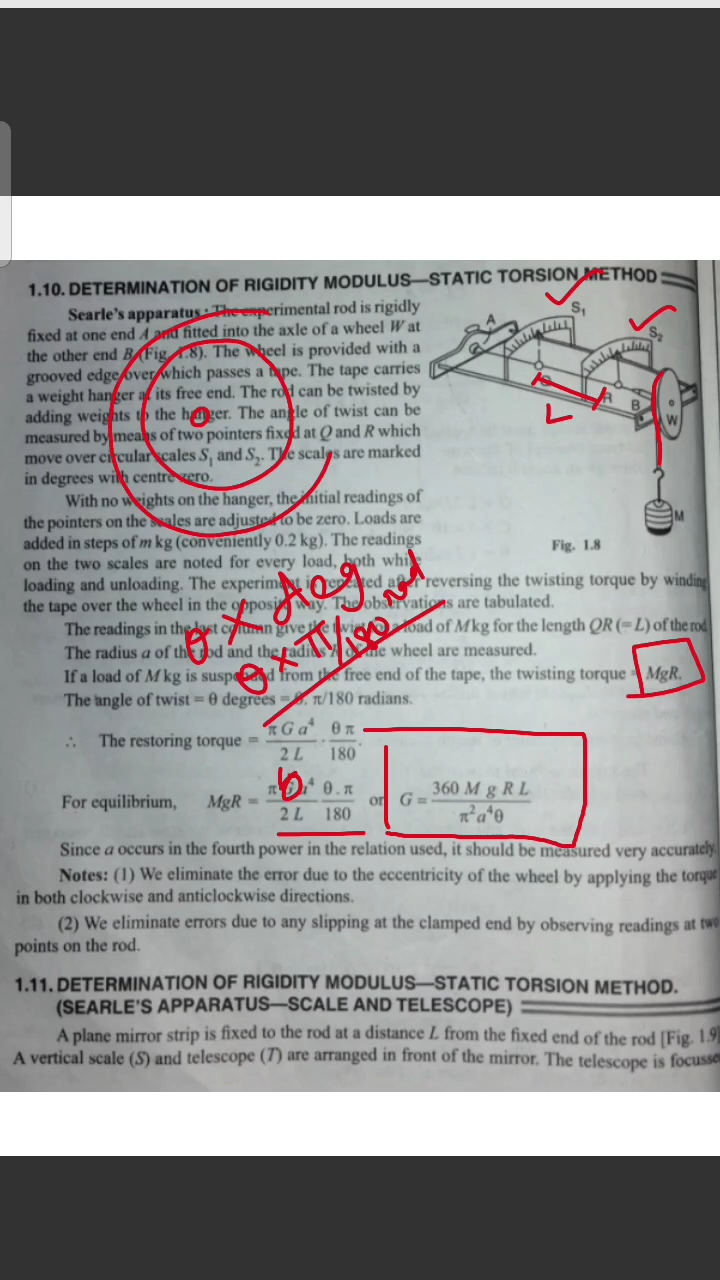 1.10. DETERMINATION OF RIGIDITY MODULUS—STATIC TORSION METHOD
Searle's apparatus : The experimental rod is rigidly
fixed at one end A and fitted into the axle of a wheel W at
the other end B (Fig. 1.8). The wheel is provided with a
grooved edge over which passes a tape. The tape carries
a weight hanger at its free end. The rod can be twisted by
adding weights to the hanger. The angle of twist can be
measured by means of two pointers fixed at Q and R which
move over circular scales S₁ and S₂. The scales are marked
in degrees with centre zero.
A
S₁
S₂
Q
R
B
W
L
M
Fig. 1.8
With no weights on the hanger, the initial readings of
the pointers on the scales are adjusted to be zero. Loads are
added in steps of m kg (conveniently 0.2 kg). The readings
on the two scales are noted for every load, both while
loading and unloading. The experiment is repeated after reversing the twisting torque by winding
the tape over the wheel in the opposite way. The observations are tabulated.
The readings in the last column give the twist for a load of M kg for the length QR (= L) of the rod
The radius a of the rod and the radius R of the wheel are measured.
If a load of M kg is suspended from the free end of the tape, the twisting torque = MgR.
The angle of twist = θ degrees = θ. π/180 radians.
θ × deg
θ × π/180 rad
∴ The restoring torque = πGa⁴/2L · θπ/180.
For equilibrium, MgR = πGa⁴/2L θ.π/180 or G = 360 M g R L/π²a⁴θ
Since a occurs in the fourth power in the relation used, it should be measured very accurately.
Notes: (1) We eliminate the error due to the eccentricity of the wheel by applying the torque
in both clockwise and anticlockwise directions.
(2) We eliminate errors due to any slipping at the clamped end by observing readings at two
points on the rod.
1.11. DETERMINATION OF RIGIDITY MODULUS—STATIC TORSION METHOD.
(SEARLE'S APPARATUS—SCALE AND TELESCOPE)
A plane mirror strip is fixed to the rod at a distance L from the fixed end of the rod [Fig. 1.9]
A vertical scale (S) and telescope (T) are arranged in front of the mirror. The telescope is focussed